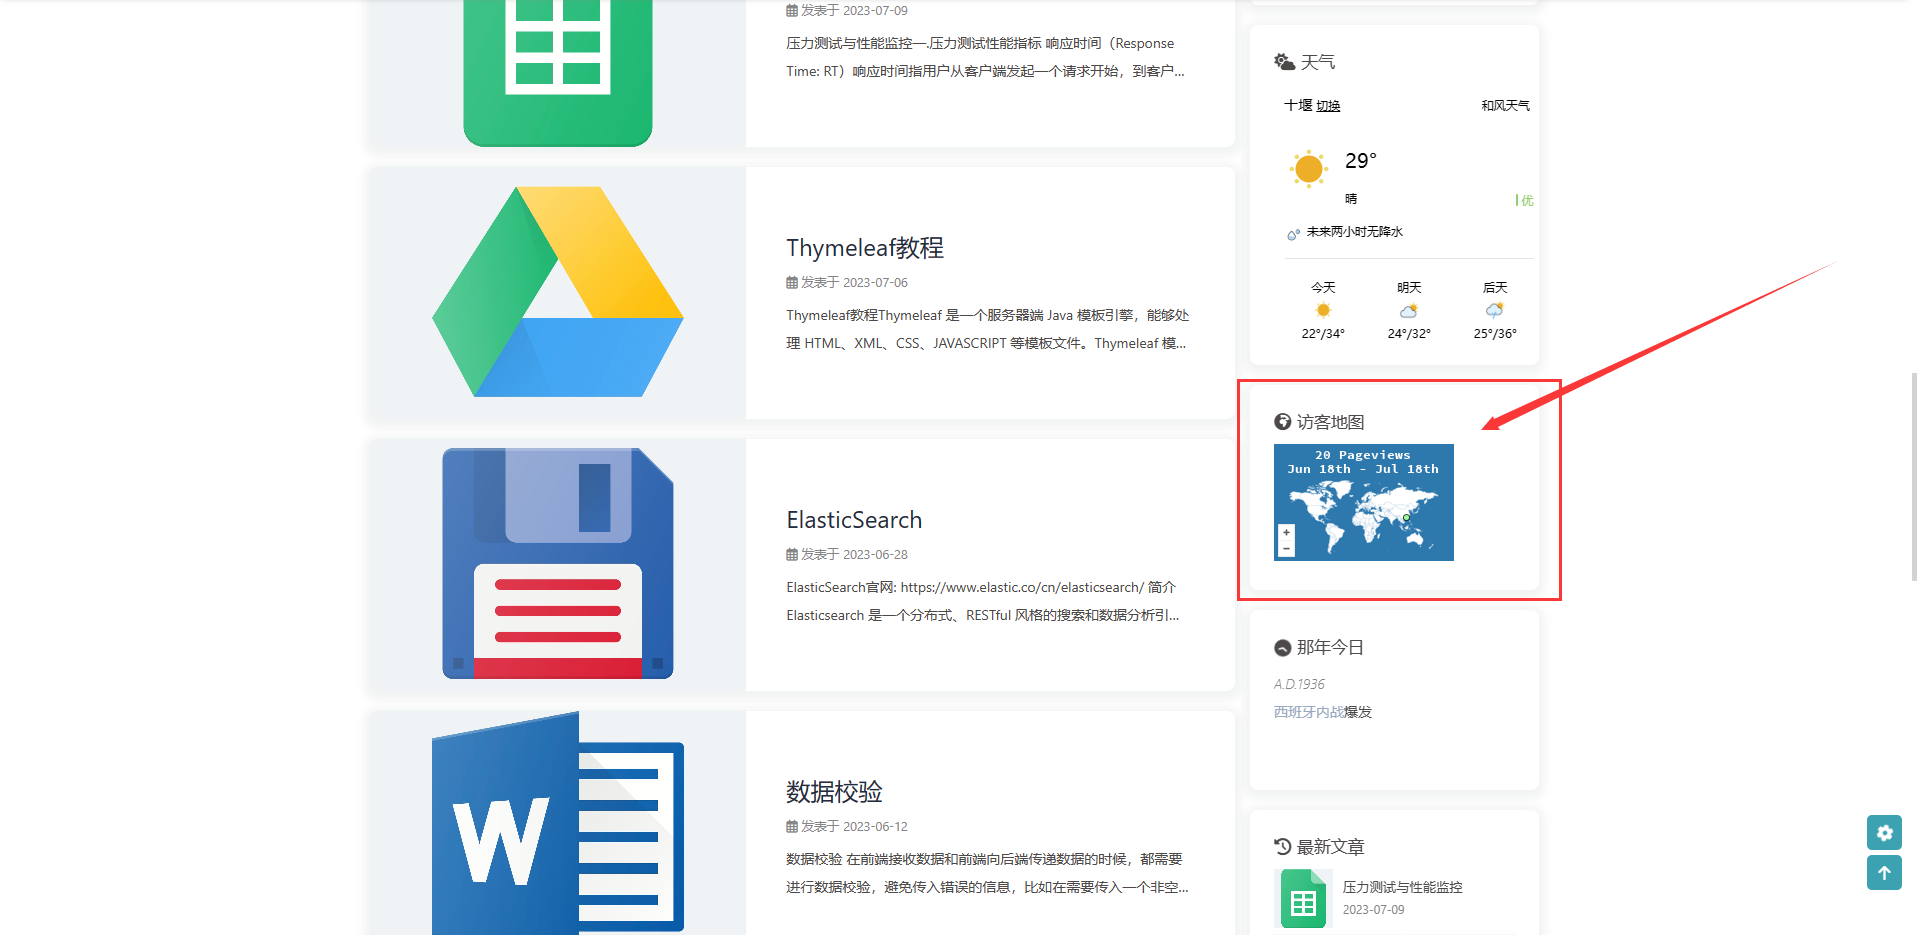 发表于 2023-07-09
压力测试与性能监控一.压力测试性能指标 响应时间（Response
Time: RT）响应时间指用户从客户端发起一个请求开始，到客户...
Thymeleaf教程
发表于 2023-07-06
Thymeleaf教程Thymeleaf 是一个服务器端 Java 模板引擎，能够处
理 HTML、XML、CSS、JAVASCRIPT 等模板文件。Thymeleaf 模...
ElasticSearch
发表于 2023-06-28
ElasticSearch官网: https://www.elastic.co/cn/elasticsearch/ 简介
Elasticsearch 是一个分布式、RESTful 风格的搜索和数据分析引...
W
数据校验
发表于 2023-06-12
数据校验 在前端接收数据和前端向后端传递数据的时候，都需要
进行数据校验，避免传入错误的信息，比如在需要传入一个非空...
天气
十堰 切换 和风天气
29°
晴 优
未来两小时无降水
今天 明天 后天
22°/34° 24°/32° 25°/36°
访客地图
20 Pageviews
Jun 18th - Jul 18th
+
−
那年今日
A.D.1936
西班牙内战爆发
最新文章
压力测试与性能监控
2023-07-09